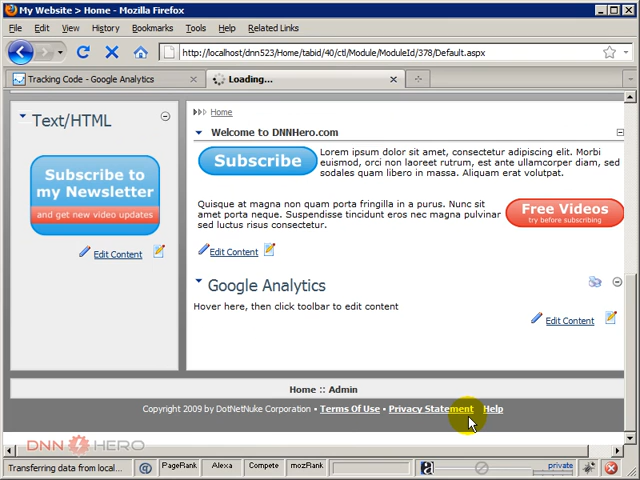 My Website > Home - Mozilla Firefox
File Edit View History Bookmarks Tools Help Related Links
http://localhost/dnn523/Home/tabid/40/ctl/Module/ModuleId/378/Default.aspx
Tracking Code - Google Analytics
Loading...
Text/HTML
Subscribe to
my Newsletter
and get new video updates
Edit Content
Home
Welcome to DNNHero.com
Subscribe
Lorem ipsum dolor sit amet, consectetur adipiscing elit. Morbi
euismod, orci non laoreet rutrum, est ante ullamcorper diam, sed
sodales quam libero in massa. Aliquam erat volutpat.
Quisque at magna non quam porta fringilla in a purus. Nunc sit
amet porta neque. Suspendisse tincidunt eros nec magna pulvinar
sed luctus risus consectetur.
Free Videos
try before subscribing
Edit Content
Google Analytics
Hover here, then click toolbar to edit content
Edit Content
Home :: Admin
Copyright 2009 by DotNetNuke Corporation • Terms Of Use • Privacy Statement Help
DNN HERO
Transferring data from local...
@
PageRank
Alexa
Compete
mozRank
a
private